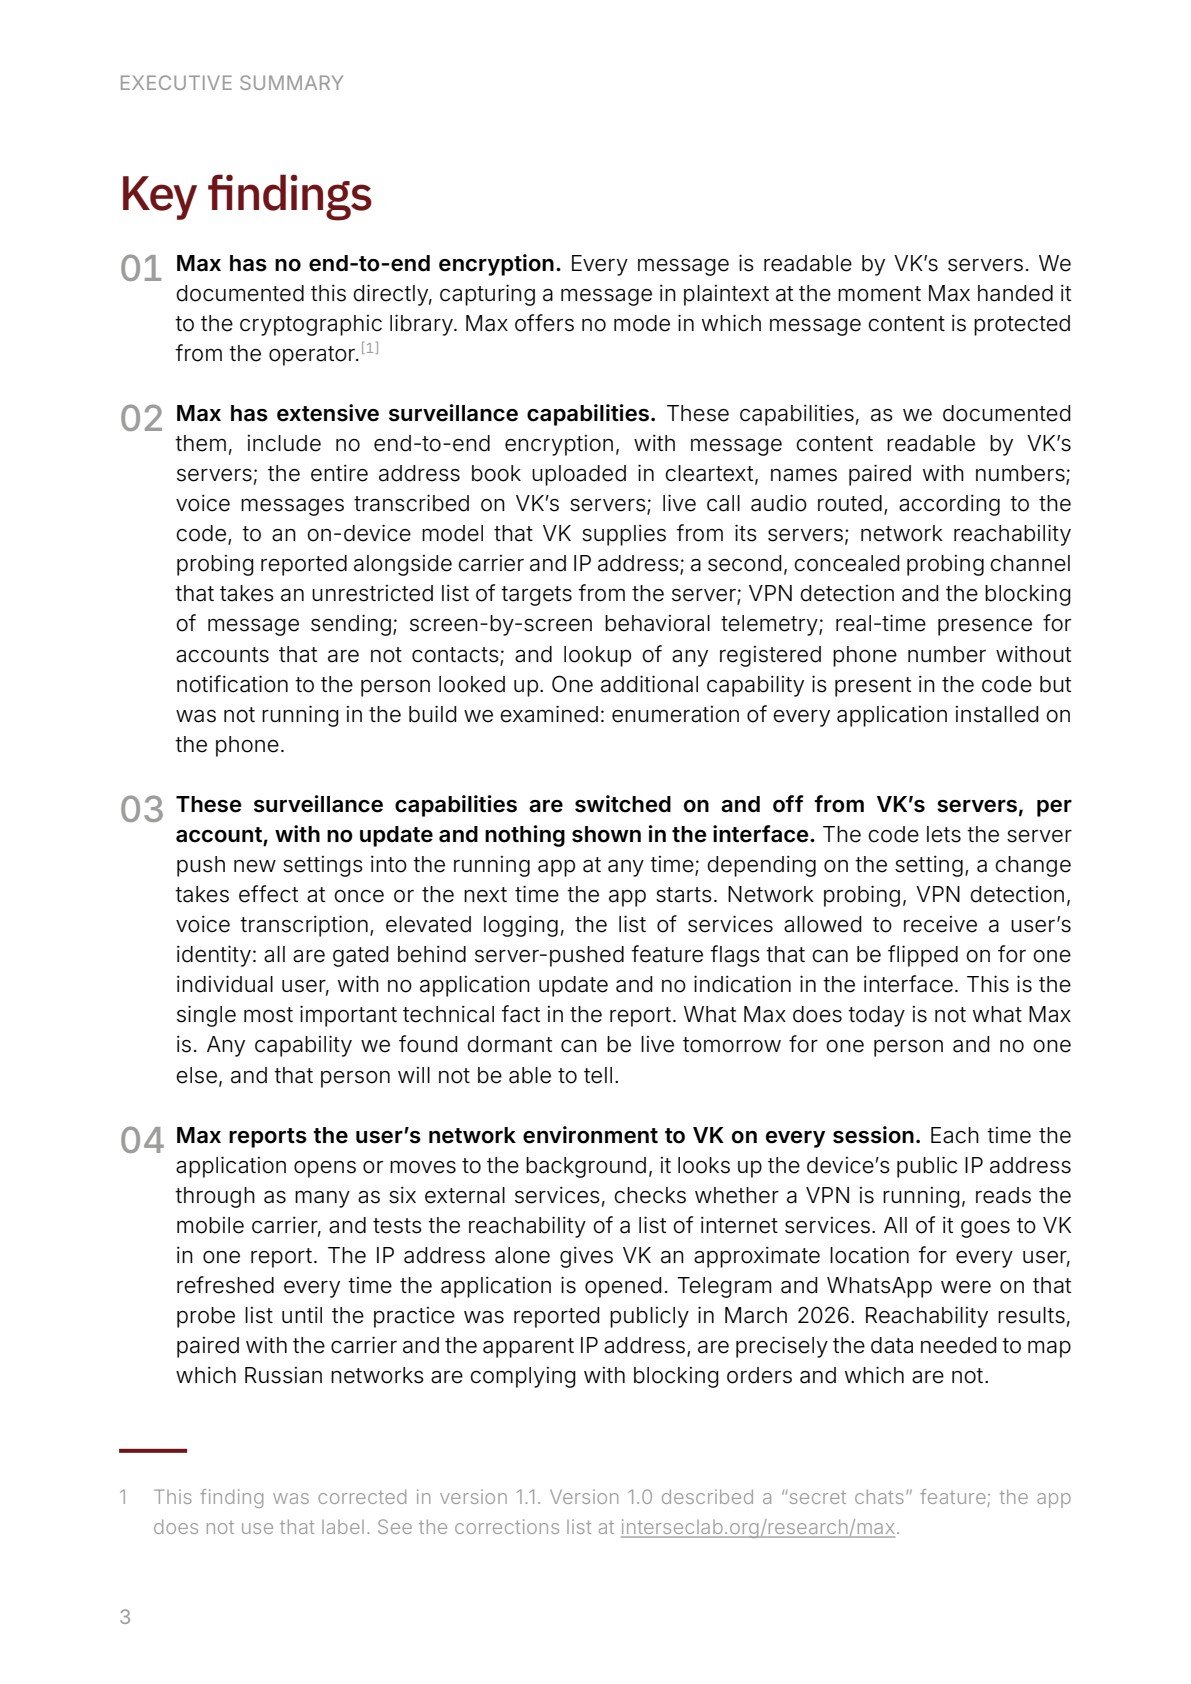 EXECUTIVE SUMMARY
Key findings
01 Max has no end-to-end encryption. Every message is readable by VK’s servers. We
documented this directly, capturing a message in plaintext at the moment Max handed it
to the cryptographic library. Max offers no mode in which message content is protected
from the operator.[1]
02 Max has extensive surveillance capabilities. These capabilities, as we documented
them, include no end-to-end encryption, with message content readable by VK’s
servers; the entire address book uploaded in cleartext, names paired with numbers;
voice messages transcribed on VK’s servers; live call audio routed, according to the
code, to an on-device model that VK supplies from its servers; network reachability
probing reported alongside carrier and IP address; a second, concealed probing channel
that takes an unrestricted list of targets from the server; VPN detection and the blocking
of message sending; screen-by-screen behavioral telemetry; real-time presence for
accounts that are not contacts; and lookup of any registered phone number without
notification to the person looked up. One additional capability is present in the code but
was not running in the build we examined: enumeration of every application installed on
the phone.
03 These surveillance capabilities are switched on and off from VK’s servers, per
account, with no update and nothing shown in the interface. The code lets the server
push new settings into the running app at any time; depending on the setting, a change
takes effect at once or the next time the app starts. Network probing, VPN detection,
voice transcription, elevated logging, the list of services allowed to receive a user’s
identity: all are gated behind server-pushed feature flags that can be flipped on for one
individual user, with no application update and no indication in the interface. This is the
single most important technical fact in the report. What Max does today is not what Max
is. Any capability we found dormant can be live tomorrow for one person and no one
else, and that person will not be able to tell.
04 Max reports the user’s network environment to VK on every session. Each time the
application opens or moves to the background, it looks up the device’s public IP address
through as many as six external services, checks whether a VPN is running, reads the
mobile carrier, and tests the reachability of a list of internet services. All of it goes to VK
in one report. The IP address alone gives VK an approximate location for every user,
refreshed every time the application is opened. Telegram and WhatsApp were on that
probe list until the practice was reported publicly in March 2026. Reachability results,
paired with the carrier and the apparent IP address, are precisely the data needed to map
which Russian networks are complying with blocking orders and which are not.
1 This finding was corrected in version 1.1. Version 1.0 described a “secret chats” feature; the app
does not use that label. See the corrections list at interseclab.org/research/max.
3